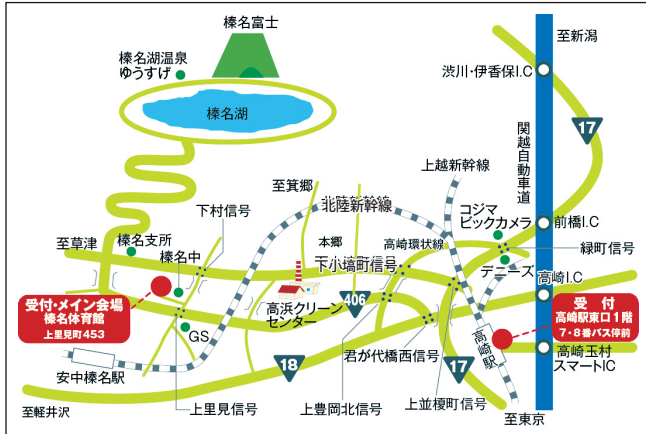 榛名富士
榛名湖温泉
ゆうすげ
榛名湖
至新潟
渋川・伊香保I.C
17
関越自動車道
上越新幹線
至箕郷
北陸新幹線
コジマ
ビックカメラ
前橋I.C
下村信号
本郷
高崎環状線
緑町信号
至草津
榛名支所
榛名中
下小塙町信号
デニーズ
高崎I.C
受付・メイン会場
榛名体育館
上里見町453
高浜クリーン
センター
406
受 付
高崎駅東口1階
7・8番バス停前
GS
君が代橋西信号
高崎駅
高崎玉村
スマートIC
安中榛名駅
18
17
至軽井沢
上里見信号
上豊岡北信号
上並榎町信号
至東京